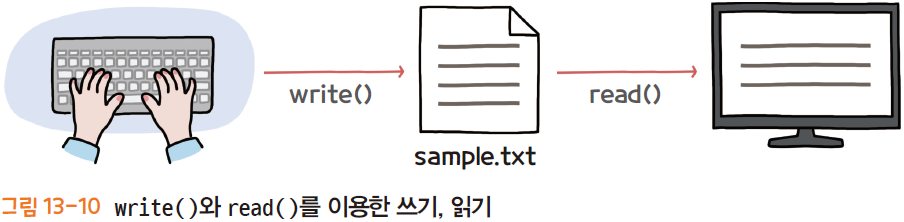 write()
read()
sample.txt
그림 13-10 write()와 read()를 이용한 쓰기, 읽기